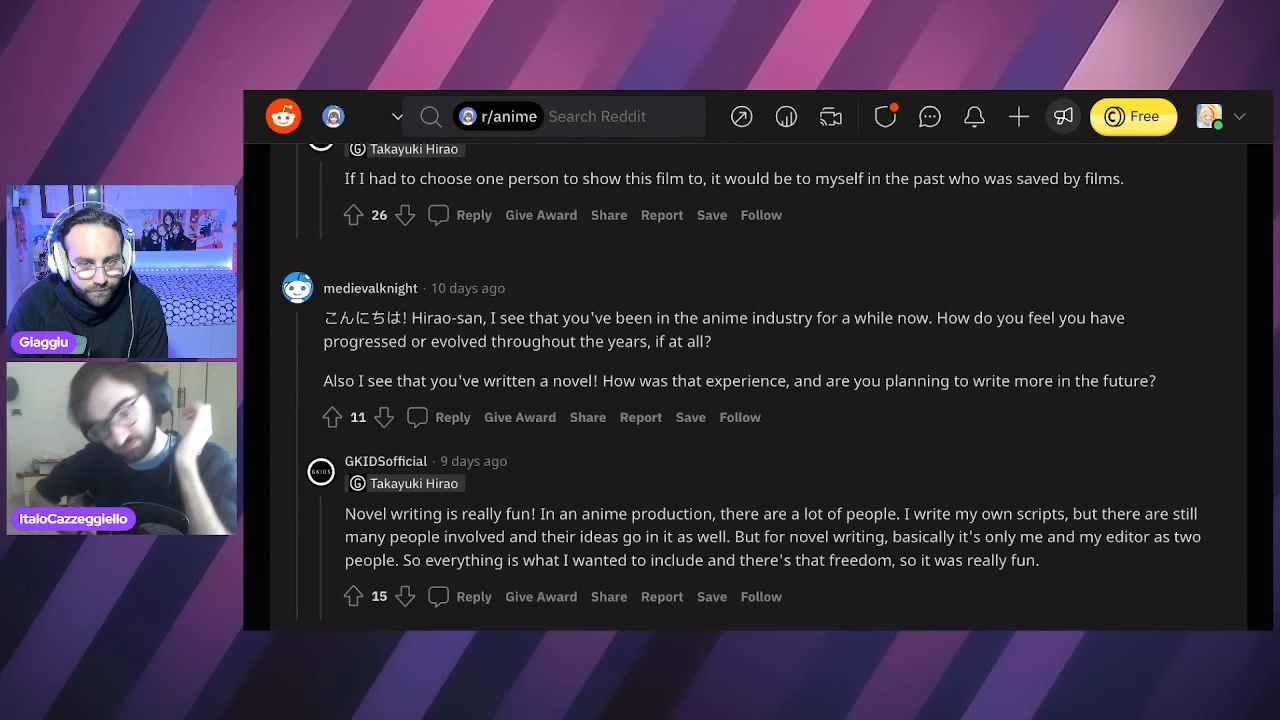 r/anime Search Reddit
Free
Takayuki Hirao
If I had to choose one person to show this film to, it would be to myself in the past who was saved by films.
26 Reply Give Award Share Report Save Follow
medievalknight · 10 days ago
こんにちは! Hirao-san, I see that you've been in the anime industry for a while now. How do you feel you have
progressed or evolved throughout the years, if at all?
Also I see that you've written a novel! How was that experience, and are you planning to write more in the future?
11 Reply Give Award Share Report Save Follow
GKIDSofficial · 9 days ago
GKIDS
G Takayuki Hirao
Novel writing is really fun! In an anime production, there are a lot of people. I write my own scripts, but there are still
many people involved and their ideas go in it as well. But for novel writing, basically it's only me and my editor as two
people. So everything is what I wanted to include and there's that freedom, so it was really fun.
15 Reply Give Award Share Report Save Follow
Giaggiu
ItaloCazzeggiello